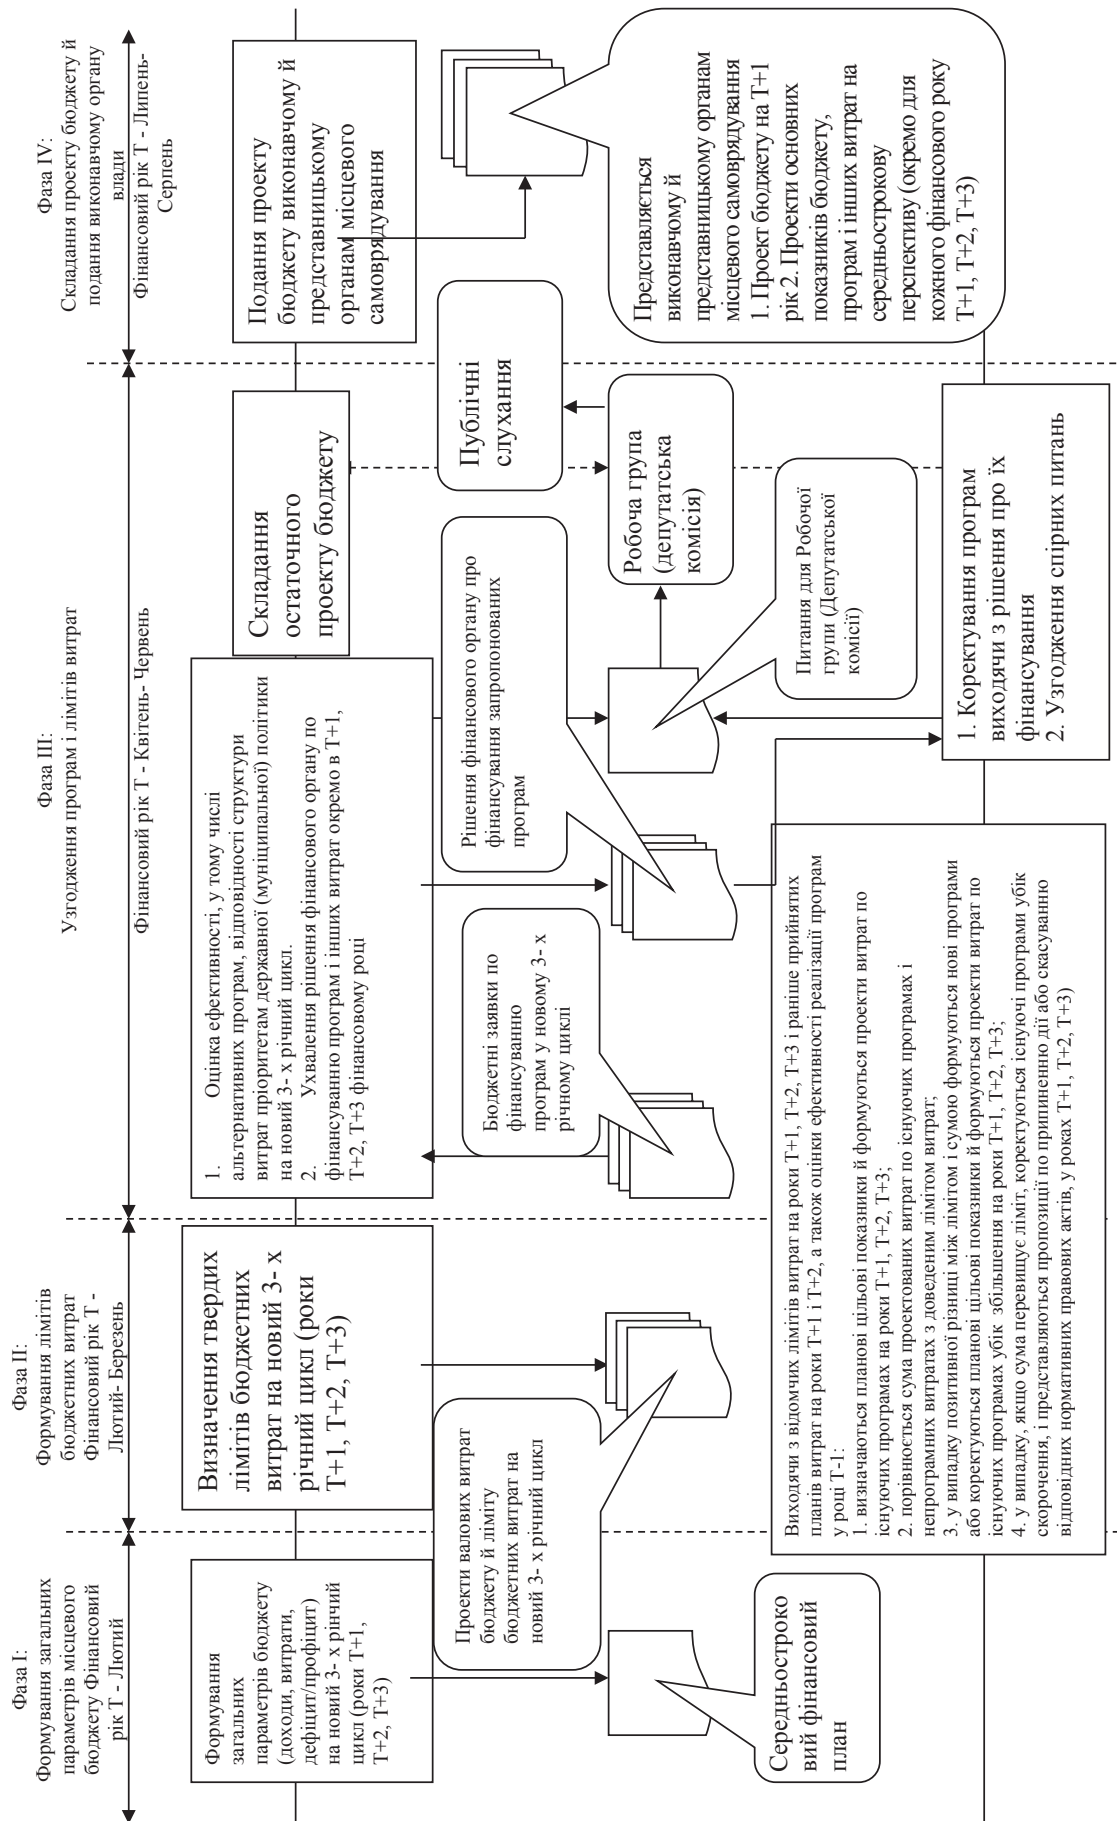 Фаза I:
Формування загальних
параметрів місцевого
бюджету Фінансовий
рік Т - Лютий
Фаза II:
Формування лімітів
бюджетних витрат
Фінансовий рік Т -
Лютий- Березень
Фаза III:
Узгодження програм і лімітів витрат
Фінансовий рік Т - Квітень- Червень
Фаза IV:
Складання проекту бюджету й
подання виконавчому органу
влади
Фінансовий рік Т - Липень-
Серпень
Формування
загальних
параметрів бюджету
(доходи, витрати,
дефіцит/профіцит)
на новий 3- х рінчий
цикл (роки Т+1,
Т+2, Т+3)
Визначення твердих
лімітів бюджетних
витрат на новий 3- х
річний цикл (роки
Т+1, Т+2, Т+3)
1. Оцінка ефективності, у тому числі
альтернативних програм, відповідності структури
витрат пріоритетам державної (муніципальної) політики
на новий 3- х річний цикл.
2. Ухвалення рішення фінансового органу по
фінансуванню програм і інших витрат окремо в Т+1,
Т+2, Т+3 фінансовому році
Складання
остаточного
проекту бюджету
Подання проекту
бюджету виконавчому й
представницькому
органам місцевого
самоврядування
Проекти валових витрат
бюджету й ліміту
бюджетних витрат на
новий 3- х річний цикл
Бюджетні заявки по
фінансуванню
програм у новому 3- х
річному циклі
Рішення фінансового органу про
фінансування запропонованих
програм
Публічні
слухання
Робоча група
(депутатська
комісія)
Середньостроко
вий фінансовий
план
Питання для Робочої
групи (Депутатської
комісії)
Представляється
виконавчому й
представницькому органам
місцевого самоврядування
1. Проект бюджету на Т+1
рік 2. Проекти основних
показників бюджету,
програм і інших витрат на
середньострокову
перспективу (окремо для
кожного фінансового року
Т+1, Т+2, Т+3)
Виходячи з відомчих лімітів витрат на роки Т+1, Т+2, Т+3 і раніше прийнятих
планів витрат на роки Т+1 і Т+2, а також оцінки ефективності реалізації програм
у році Т-1:
1. визначаються планові цільові показники й формуються проекти витрат по
існуючих програмах на роки Т+1, Т+2, Т+3;
2. порівнюється сума проектованих витрат по існуючих програмах і
непрограмних витратах з доведеним лімітом витрат;
3. у випадку позитивної різниці між лімітом і сумою формуються нові програми
або коректуються планові цільові показники й формуються проекти витрат по
існуючих програмах убік збільшення на роки Т+1, Т+2, Т+3;
4. у випадку, якщо сума перевищує ліміт, коректуються існуючі програми убік
скорочення, і представляються пропозиції по припиненню дії або скасуванню
відповідних нормативних правових актів, у роках Т+1, Т+2, Т+3)
1. Коректування програм
виходячи з рішення про їх
фінансування
2. Узгодження спірних питань